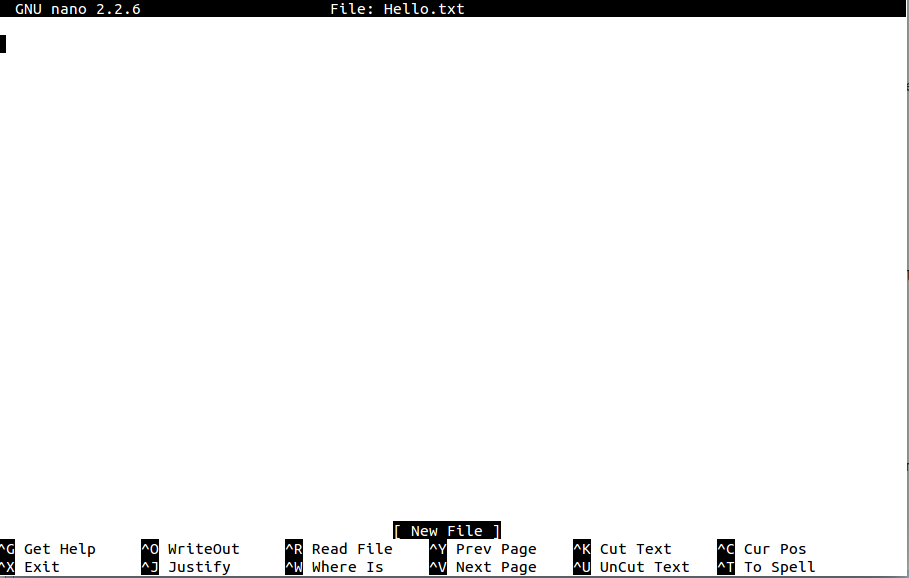 GNU nano 2.2.6 File: Hello.txt
[ New File ]
^G Get Help ^O WriteOut ^R Read File ^Y Prev Page ^K Cut Text ^C Cur Pos
^X Exit ^J Justify ^W Where Is ^V Next Page ^U UnCut Text ^T To Spell